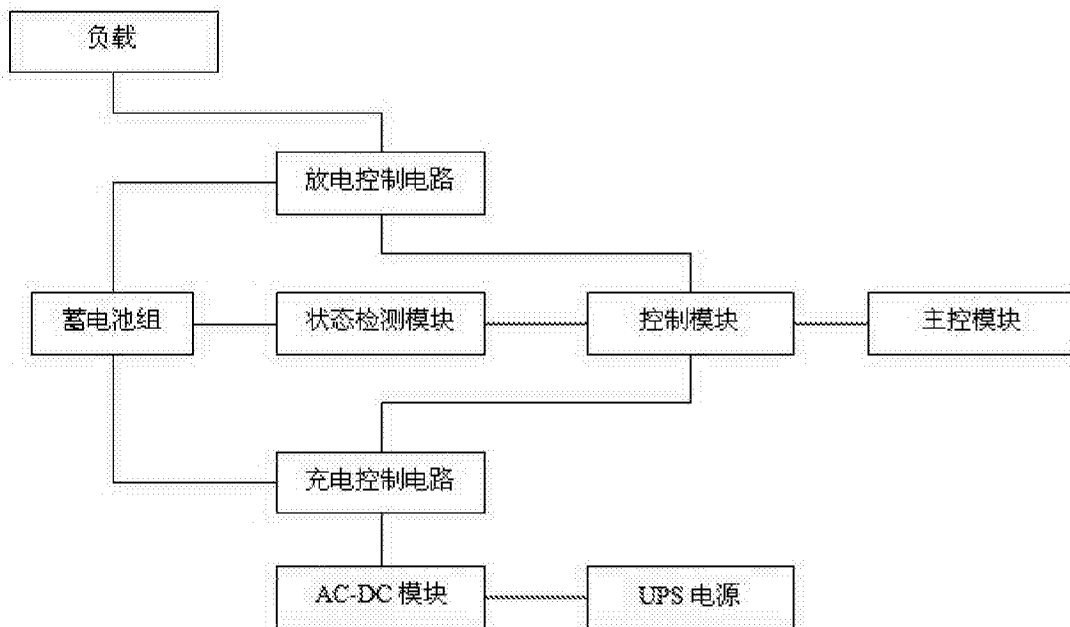 负载
放电控制电路
蓄电池组
状态检测模块
控制模块
主控模块
充电控制电路
AC-DC 模块
UPS 电源